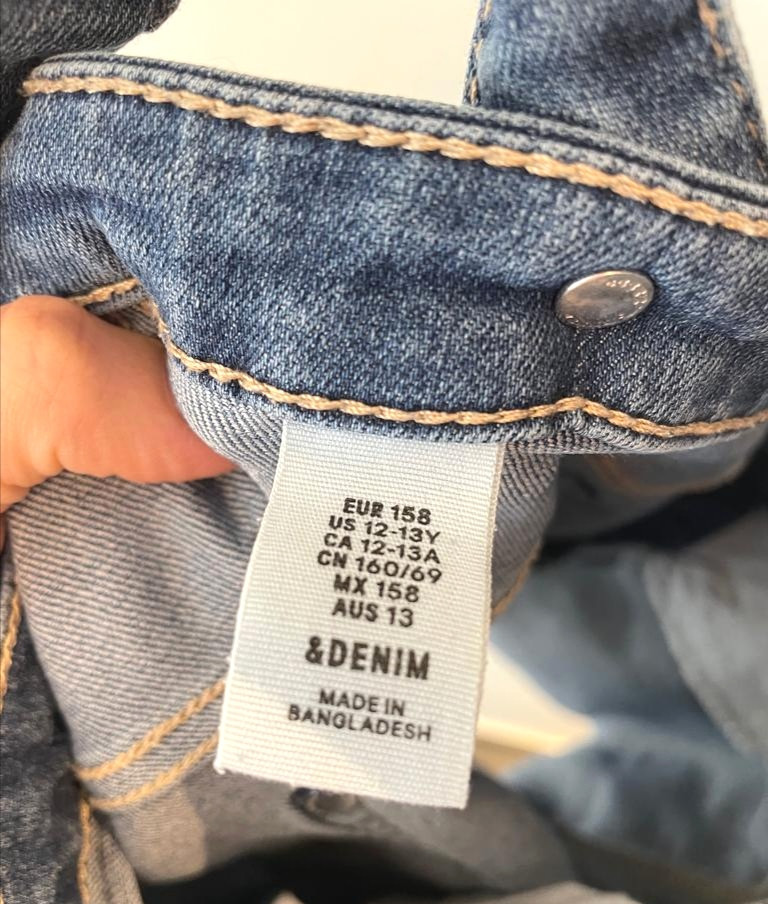 EUR 158
US 12-13Y
CA 12-13A
CN 160/69
MX 158
AUS 13
&DENIM
MADE IN
BANGLADESH